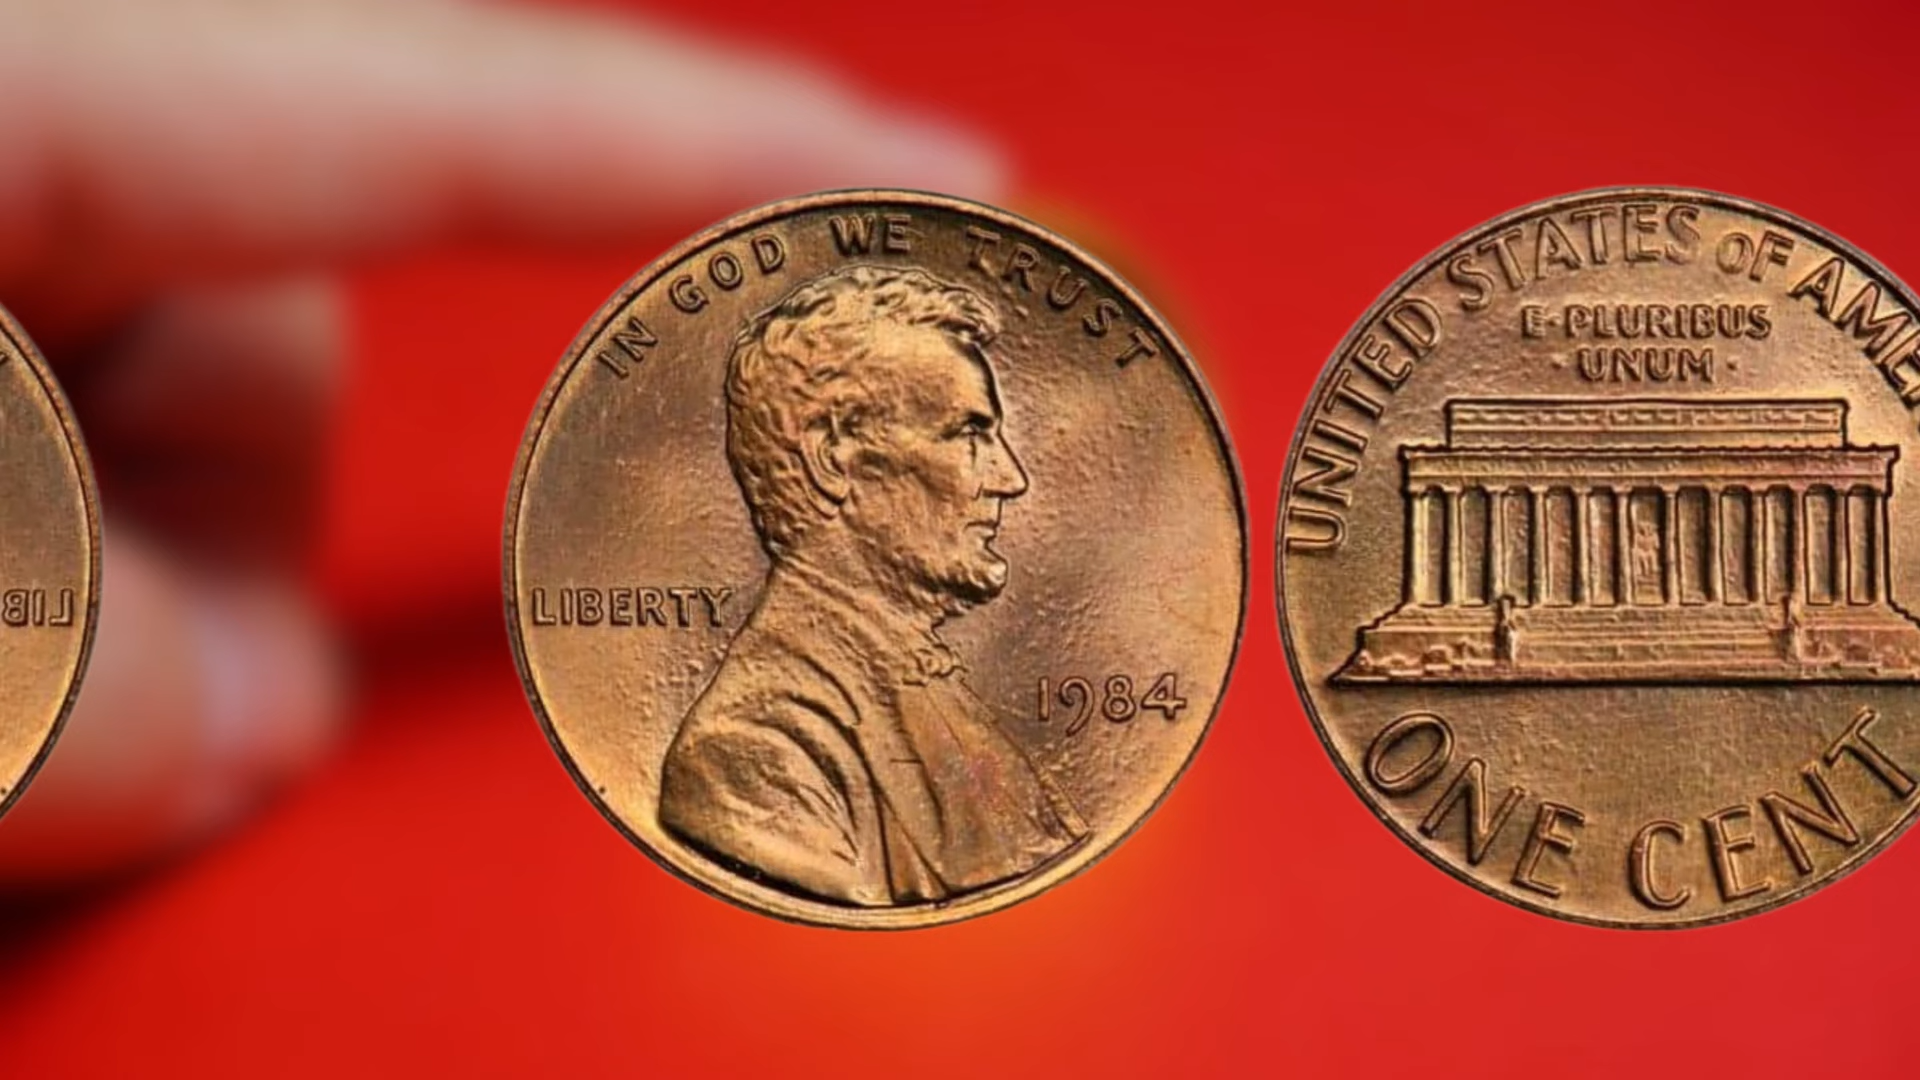 IN GOD WE TRUST
LIBERTY
1984
UNITED STATES OF AME
E·PLURIBUS
·UNUM·
ONE CENT